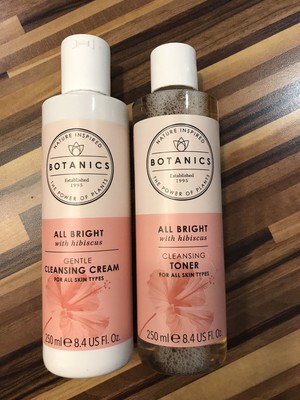 NATURE INSPIRED
BOTANICS
Established
1995
THE POWER OF PLANTS
ALL BRIGHT
with hibiscus
GENTLE
CLEANSING CREAM
FOR ALL SKIN TYPES
250 ml e 8.4 US Fl. Oz.
NATURE INSPIRED
BOTANICS
Established
1995
THE POWER OF PLANTS
ALL BRIGHT
with hibiscus
CLEANSING
TONER
FOR ALL SKIN TYPES
250 ml e 8.4 US Fl. Oz.